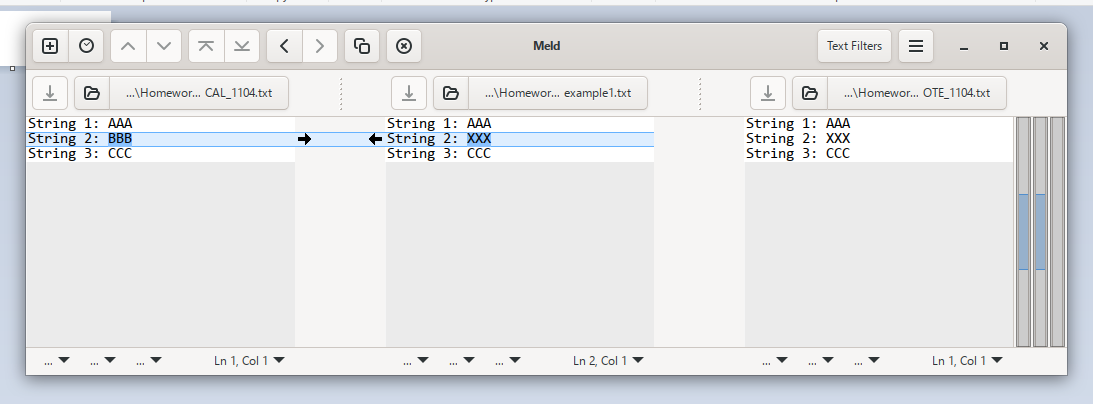 Meld
Text Filters
...\Homewor... CAL_1104.txt
...\Homewor... example1.txt
...\Homewor... OTE_1104.txt
String 1: AAA
String 2: BBB
String 3: CCC
String 1: AAA
String 2: XXX
String 3: CCC
String 1: AAA
String 2: XXX
String 3: CCC
... ... ... Ln 1, Col 1
... ... ... Ln 2, Col 1
... ... ... Ln 1, Col 1